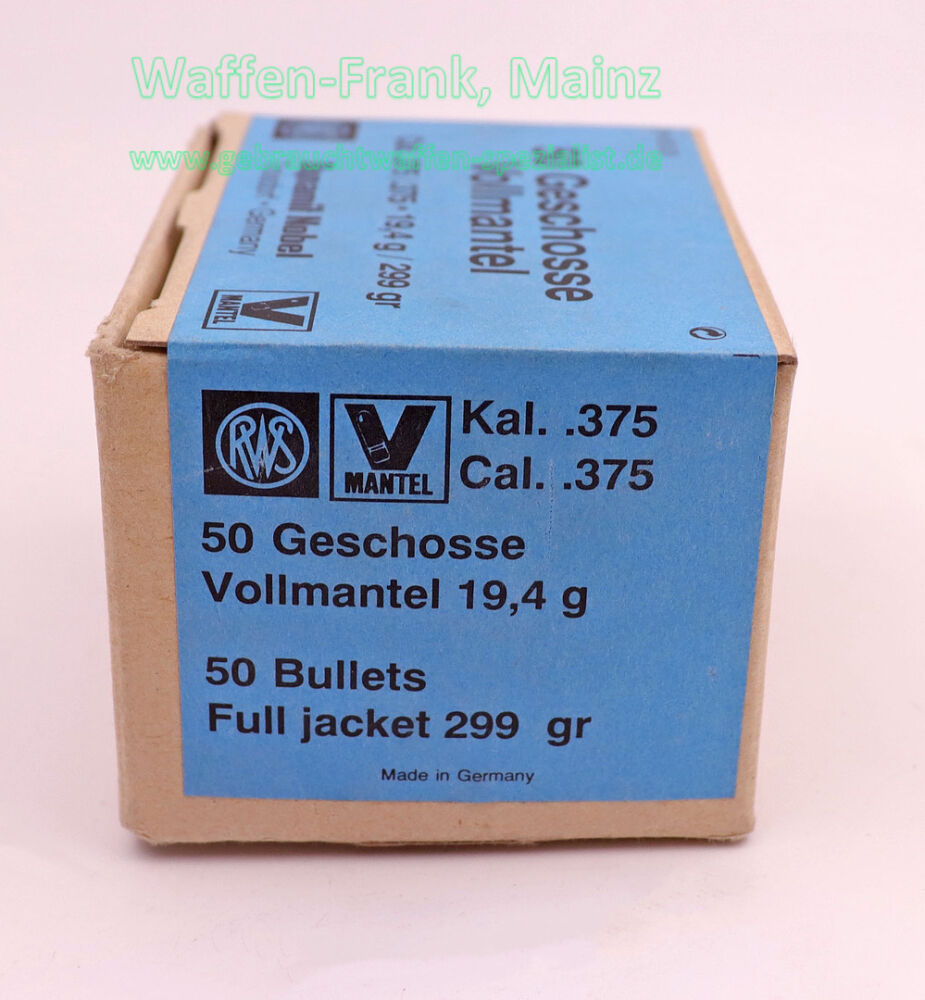 Waffen-Frank, Mainz
www.gebrauchtwaffen-spezialist.de
Geschosse
Vollmantel
.375 • 19,4 g / 299 gr
Nobel
Germany
V
MANTEL
RWS
V
MANTEL
Kal. .375
Cal. .375
50 Geschosse
Vollmantel 19,4 g
50 Bullets
Full jacket 299 gr
Made in Germany